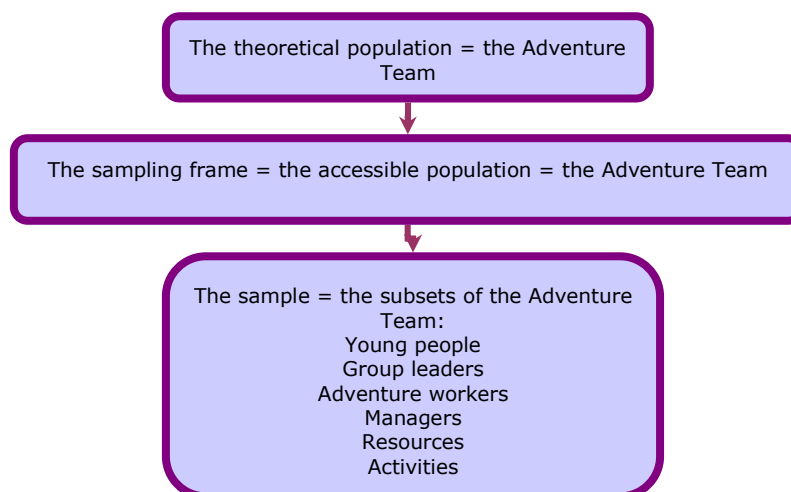 The theoretical population = the Adventure
Team
The sampling frame = the accessible population = the Adventure Team
The sample = the subsets of the Adventure
Team:
Young people
Group leaders
Adventure workers
Managers
Resources
Activities